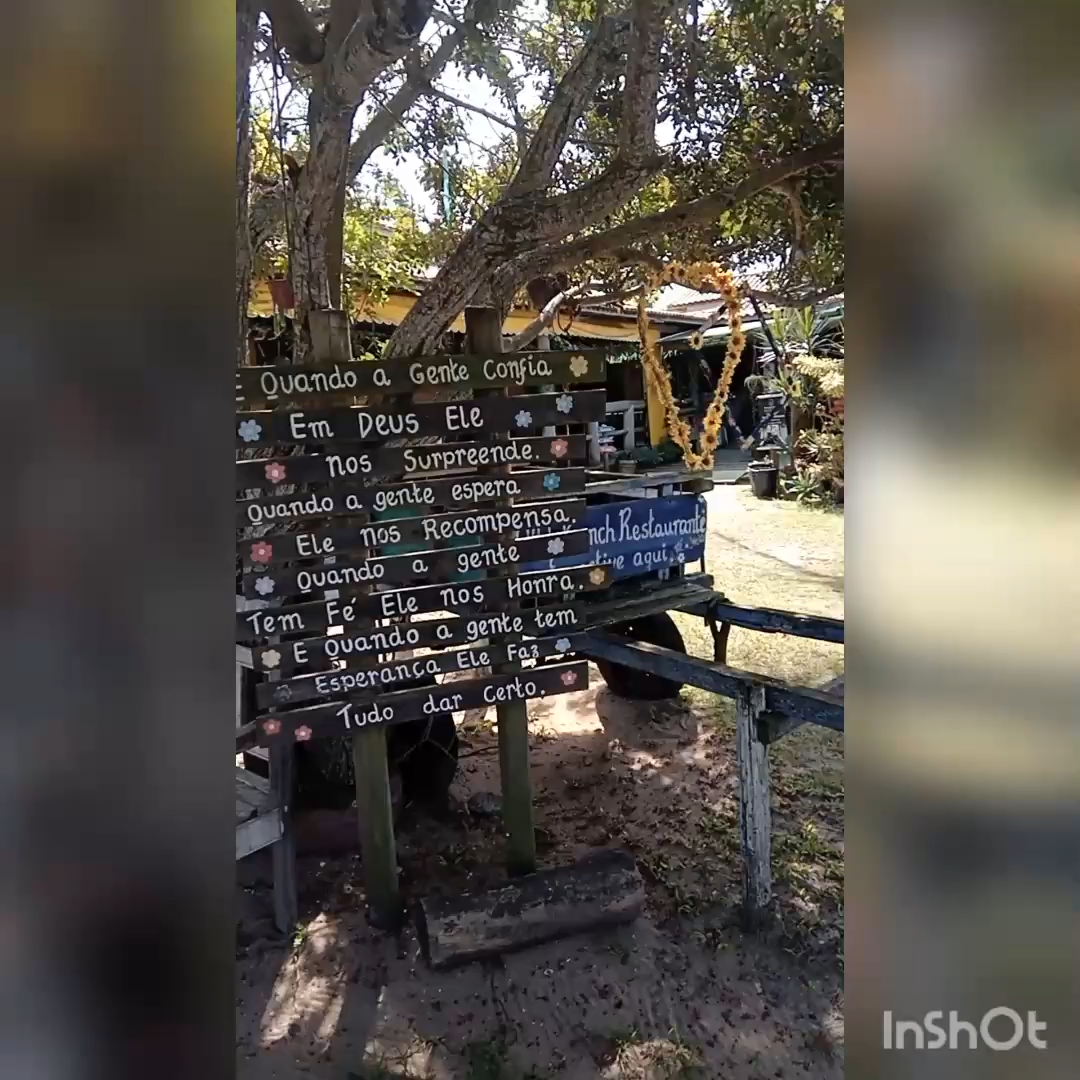 E Quando a Gente Confia
Em Deus Ele
nos Surpreende.
Quando a gente espera
Ele nos Recompensa.
Quando a gente
Tem Fé Ele nos Honra.
E Quando a gente tem
Esperança Ele Faz
Tudo dar Certo.
Restaurante
aqui.
InShOt